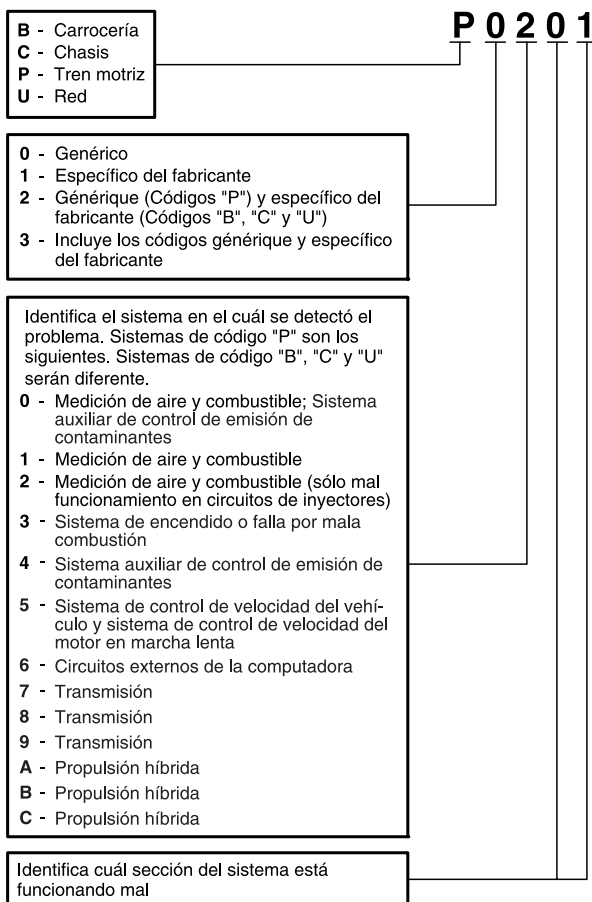 P 0 2 0 1
B - Carrocería
C - Chasis
P - Tren motriz
U - Red
0 - Genérico
1 - Específico del fabricante
2 - Générique (Códigos "P") y específico del
fabricante (Códigos "B", "C" y "U")
3 - Incluye los códigos générique y específico
del fabricante
Identifica el sistema en el cuál se detectó el
problema. Sistemas de código "P" son los
siguientes. Sistemas de código "B", "C" y "U"
serán diferente.
0 - Medición de aire y combustible; Sistema
auxiliar de control de emisión de
contaminantes
1 - Medición de aire y combustible
2 - Medición de aire y combustible (sólo mal
funcionamiento en circuitos de inyectores)
3 - Sistema de encendido o falla por mala
combustión
4 - Sistema auxiliar de control de emisión de
contaminantes
5 - Sistema de control de velocidad del vehí-
culo y sistema de control de velocidad del
motor en marcha lenta
6 - Circuitos externos de la computadora
7 - Transmisión
8 - Transmisión
9 - Transmisión
A - Propulsión híbrida
B - Propulsión híbrida
C - Propulsión híbrida
Identifica cuál sección del sistema está
funcionando mal